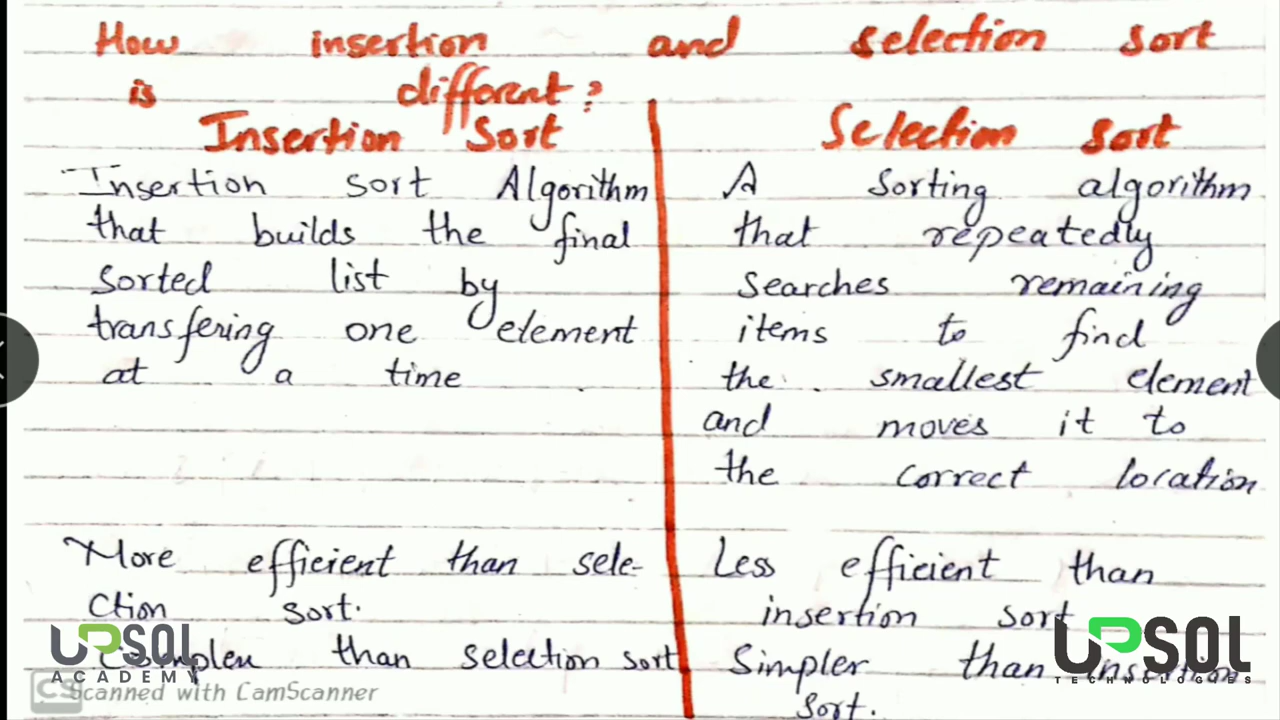 How insertion and selection sort
is different?
Insertion Sort
Insertion sort Algorithm
that builds the final
sorted list by
transfering one element
at a time
More efficient than sele-
ction sort.
Complex than selection sort
Selection sort
A sorting algorithm
that repeatedly
searches remaining
items to find
the smallest element
and moves it to
the correct location
Less efficient than
insertion sort
Simpler than insertion
sort.
UPSOL
ACADEMY
UPSOL
TECHNOLOGIES
CS Scanned with CamScanner